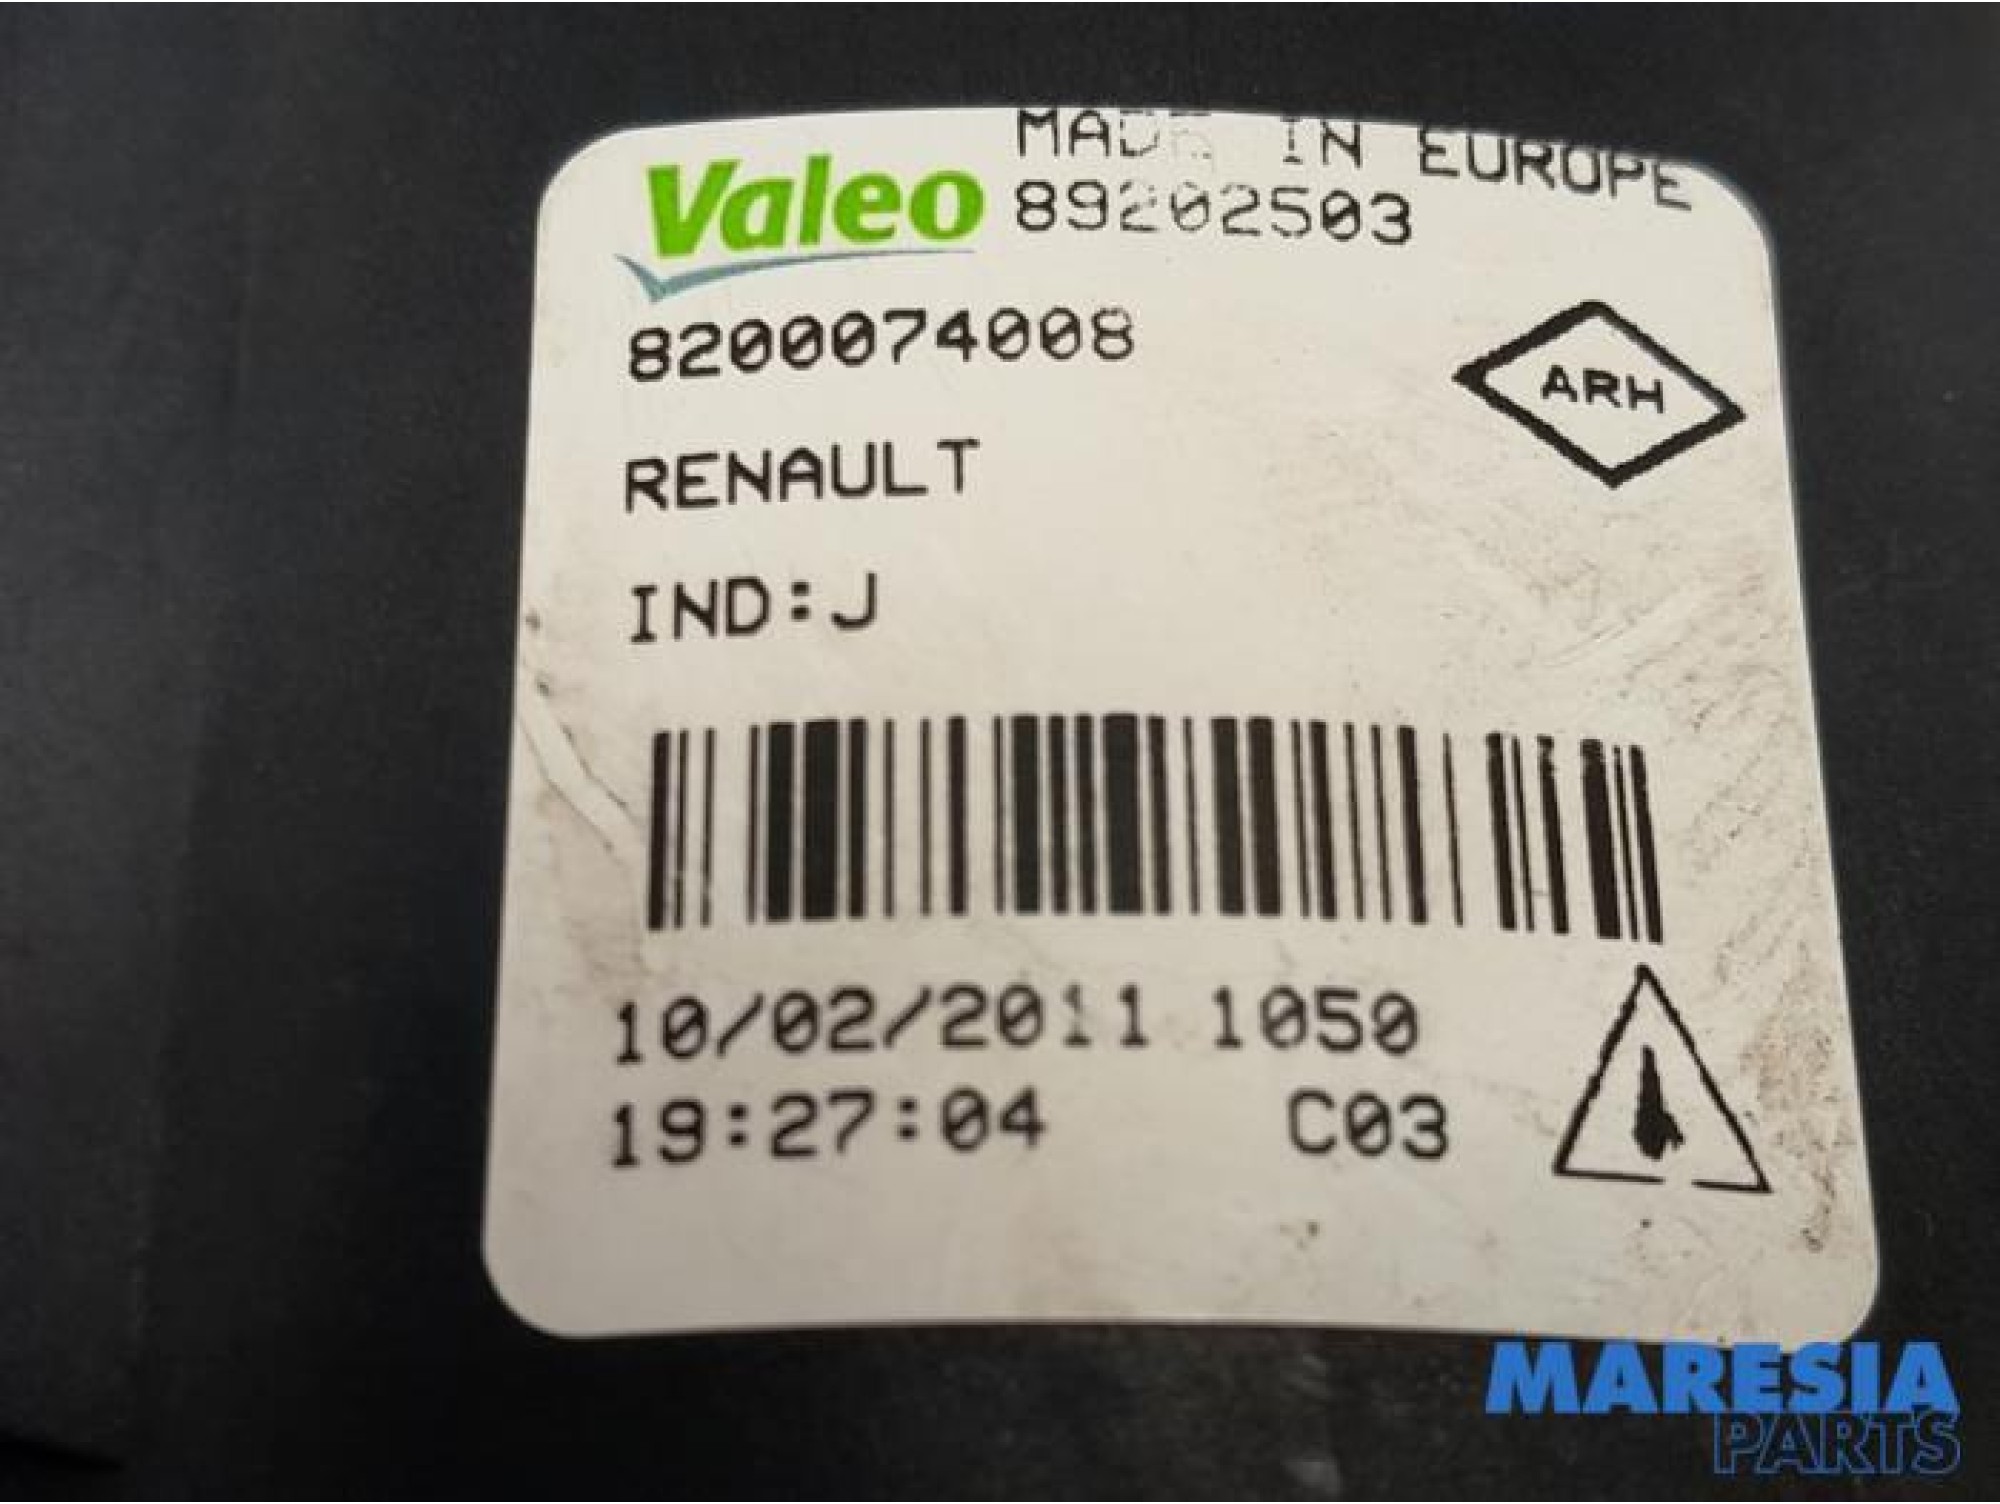 Valeo
MADE IN EUROPE
89202503
8200074008
ARH
RENAULT
IND:J
10/02/2011 1050
19:27:04 C03
MARESIA
PARTS